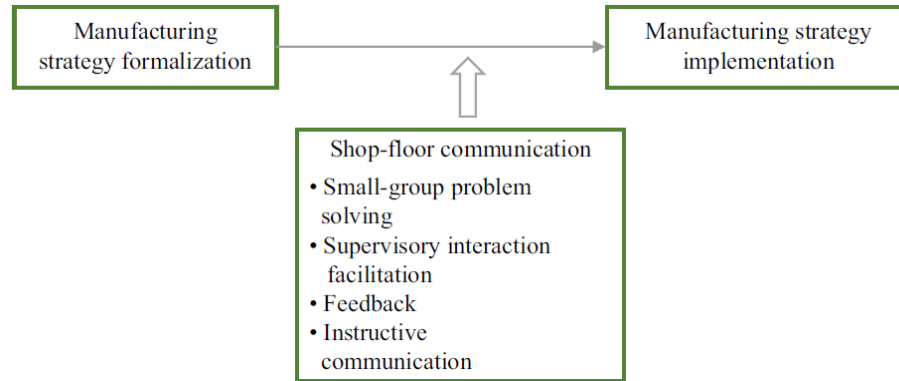 Manufacturing
strategy formalization
Manufacturing strategy
implementation
Shop-floor communication
• Small-group problem
solving
• Supervisory interaction
facilitation
• Feedback
• Instructive
communication